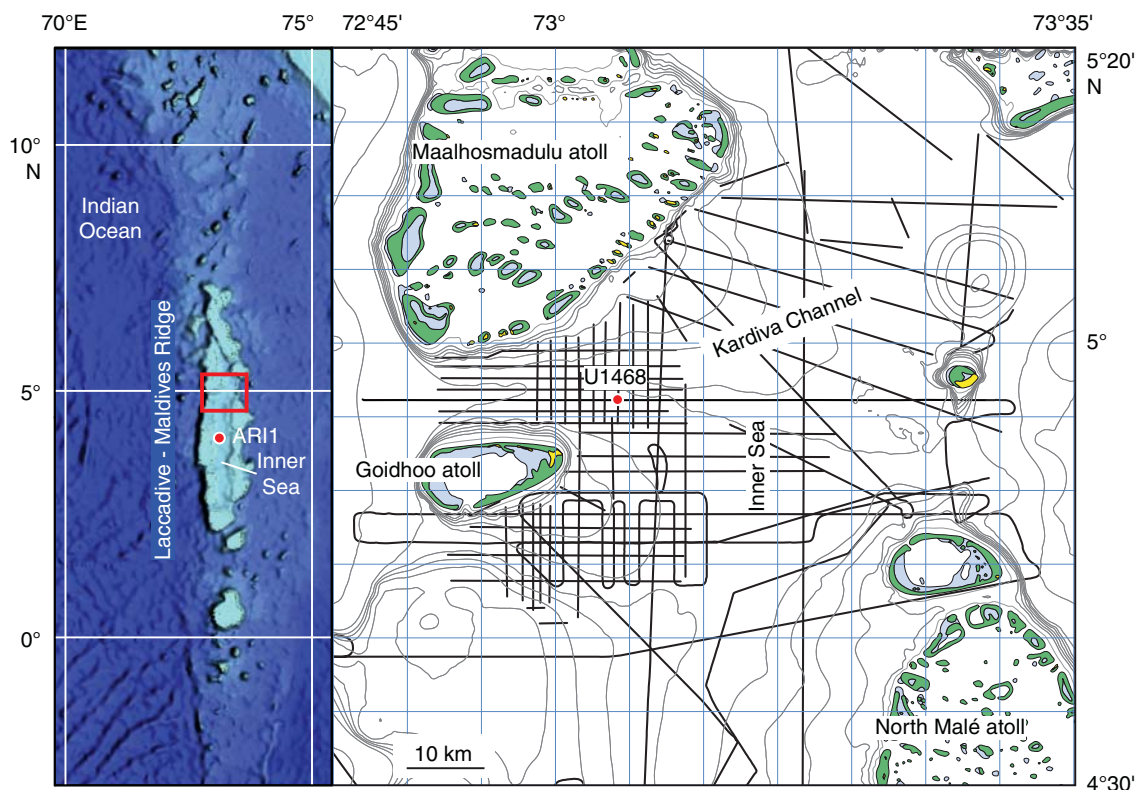 70°E
75°
72°45'
73°
73°35'
5°20'
N
10°
N
Maalhosmadulu atoll
Indian
Ocean
Laccadive - Maldives Ridge
Kardiva Channel
5°
U1468
5°
ARI1
Inner
Sea
Inner Sea
Goidhoo atoll
0°
North Malé atoll
10 km
4°30'
N